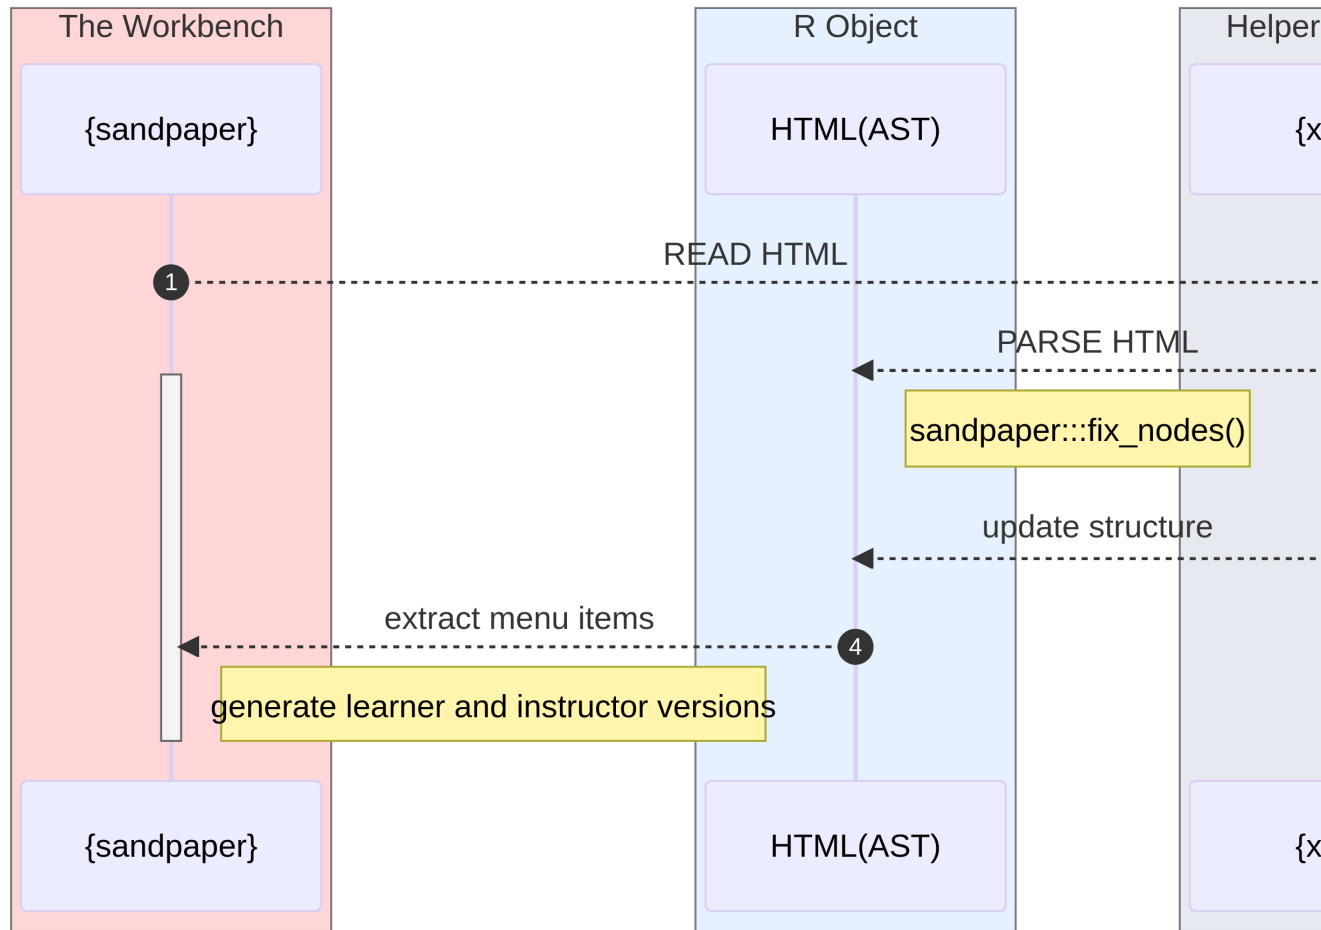 The Workbench
R Object
{sandpaper}
HTML(AST)
READ HTML
1
PARSE HTML
sandpaper:::fix_nodes()
update structure
extract menu items
4
generate learner and instructor versions
{sandpaper}
HTML(AST)